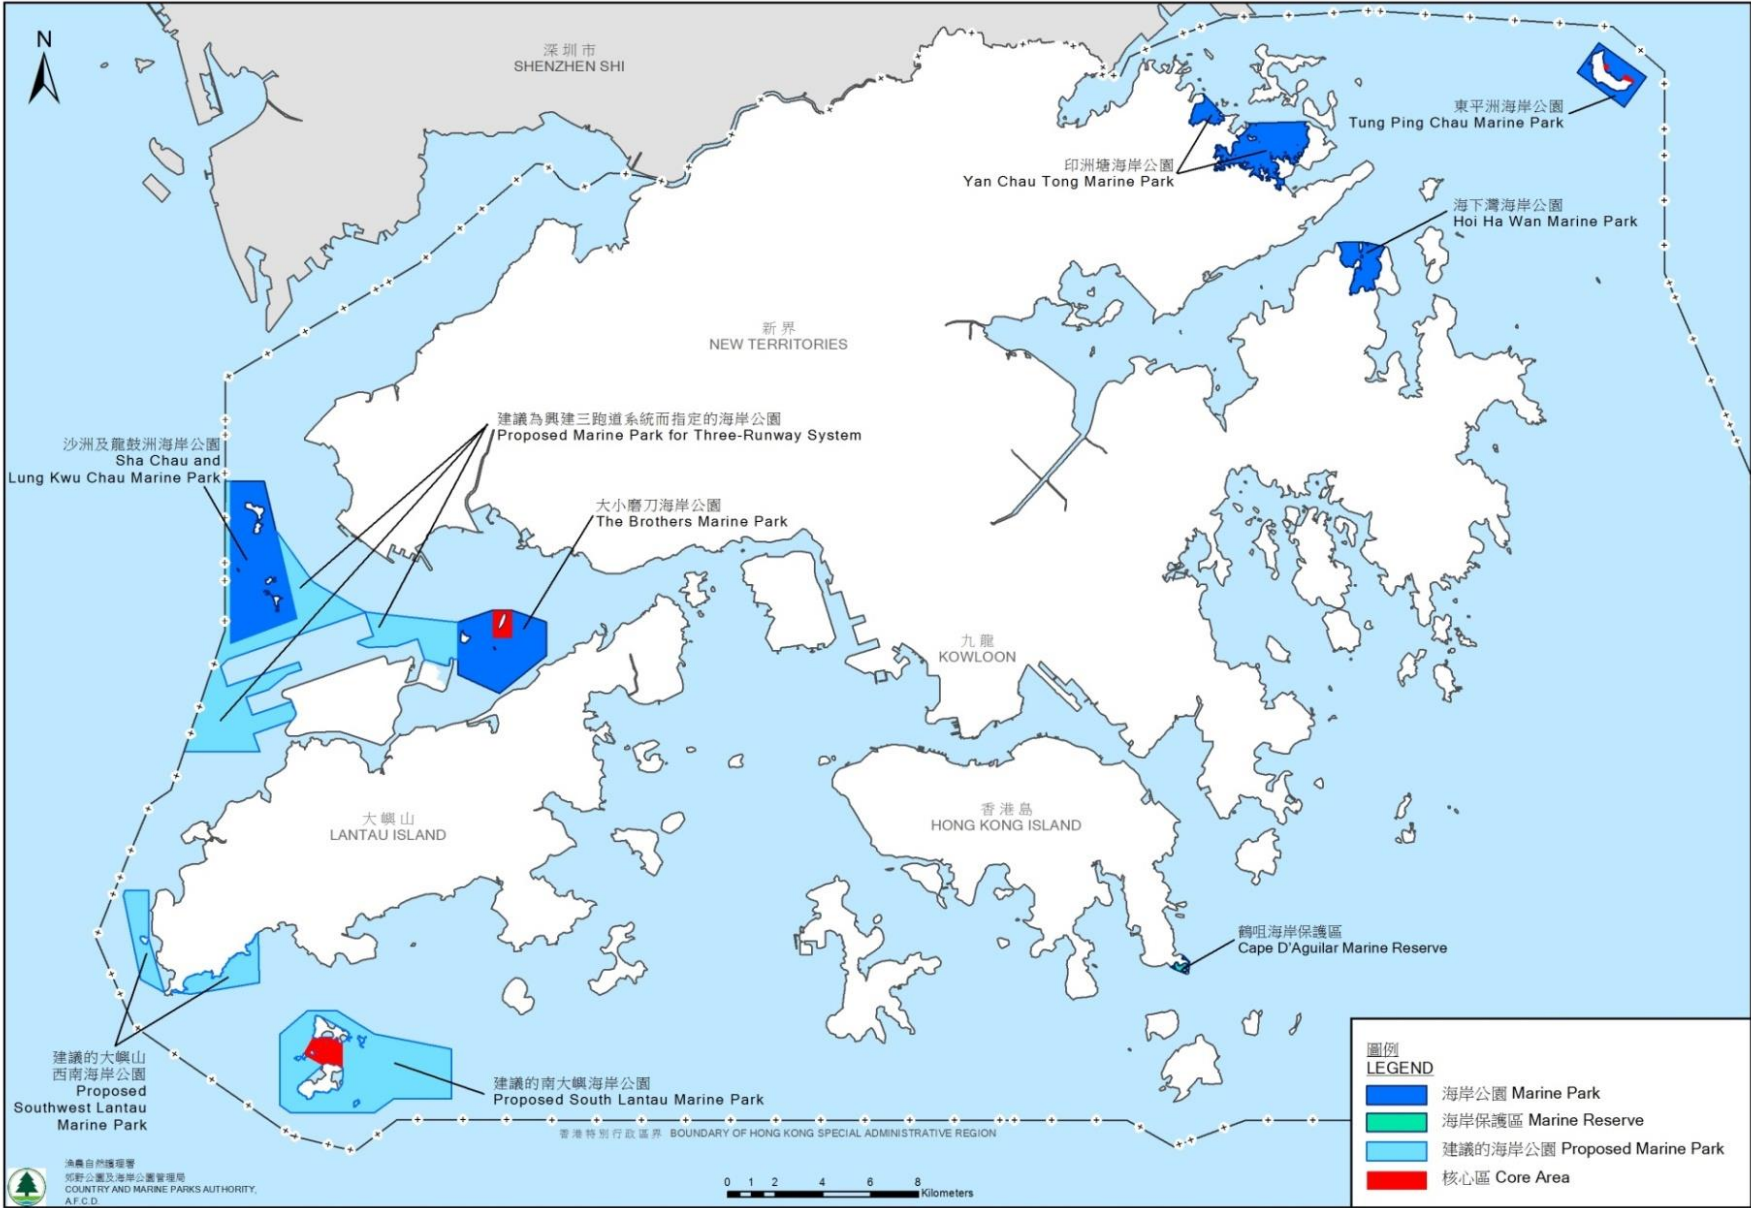 N
深圳市
SHENZHEN SHI
東平洲海岸公園
Tung Ping Chau Marine Park
印洲塘海岸公園
Yan Chau Tong Marine Park
海下灣海岸公園
Hoi Ha Wan Marine Park
新界
NEW TERRITORIES
建議為興建三跑道系統而指定的海岸公園
Proposed Marine Park for Three-Runway System
沙洲及龍鼓洲海岸公園
Sha Chau and
Lung Kwu Chau Marine Park
大小磨刀海岸公園
The Brothers Marine Park
九龍
KOWLOON
大嶼山
LANTAU ISLAND
香港島
HONG KONG ISLAND
鶴咀海岸保護區
Cape D'Aguilar Marine Reserve
建議的大嶼山
西南海岸公園
Proposed
Southwest Lantau
Marine Park
建議的南大嶼海岸公園
Proposed South Lantau Marine Park
香港特別行政區界 BOUNDARY OF HONG KONG SPECIAL ADMINISTRATIVE REGION
圖例
LEGEND
海岸公園 Marine Park
海岸保護區 Marine Reserve
建議的海岸公園 Proposed Marine Park
核心區 Core Area
漁農自然護理署
郊野公園及海岸公園管理局
COUNTRY AND MARINE PARKS AUTHORITY,
A.F.C.D.
0 1 2 4 6 8
Kilometers